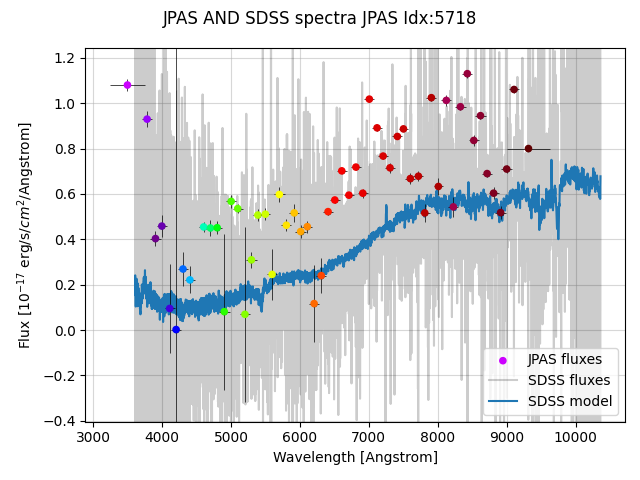 JPAS AND SDSS spectra JPAS Idx:5718
Flux [10⁻¹⁷ erg/s/cm²/Angstrom]
1.2
1.0
0.8
0.6
0.4
0.2
0.0
−0.2
−0.4
JPAS fluxes
SDSS fluxes
SDSS model
3000 4000 5000 6000 7000 8000 9000 10000
Wavelength [Angstrom]